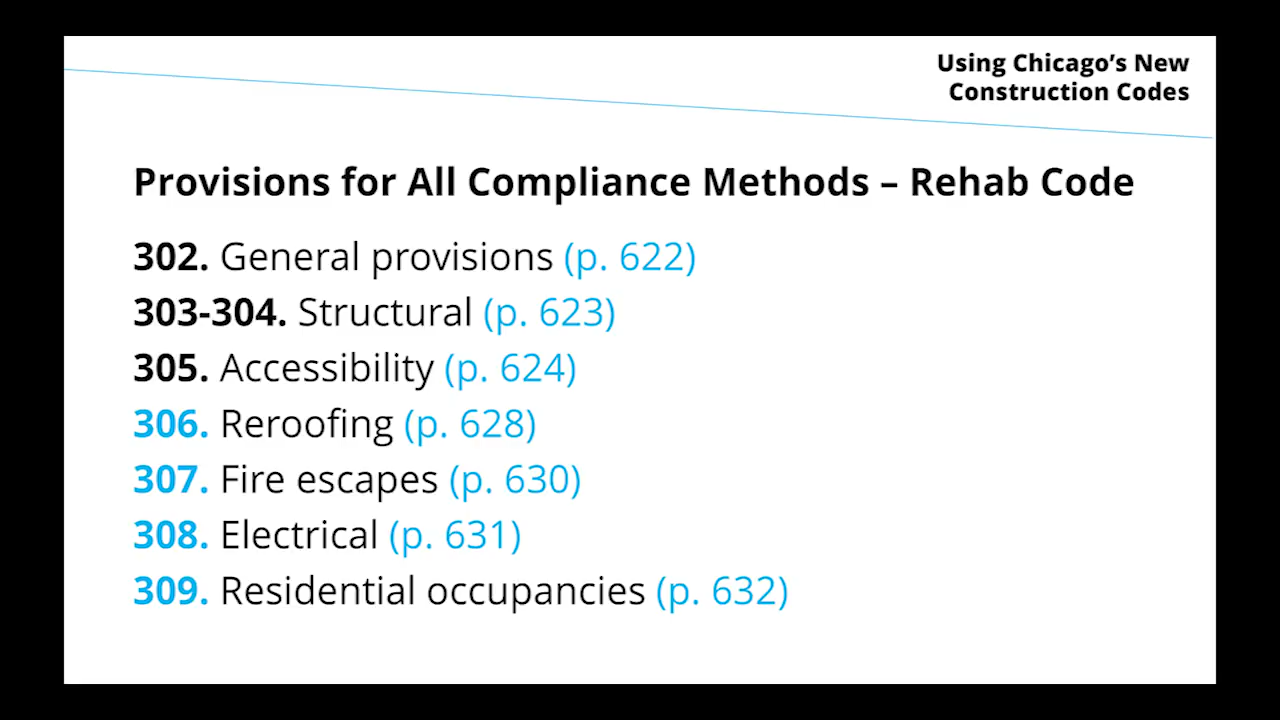 Using Chicago's New
Construction Codes
Provisions for All Compliance Methods – Rehab Code
302. General provisions (p. 622)
303-304. Structural (p. 623)
305. Accessibility (p. 624)
306. Reroofing (p. 628)
307. Fire escapes (p. 630)
308. Electrical (p. 631)
309. Residential occupancies (p. 632)